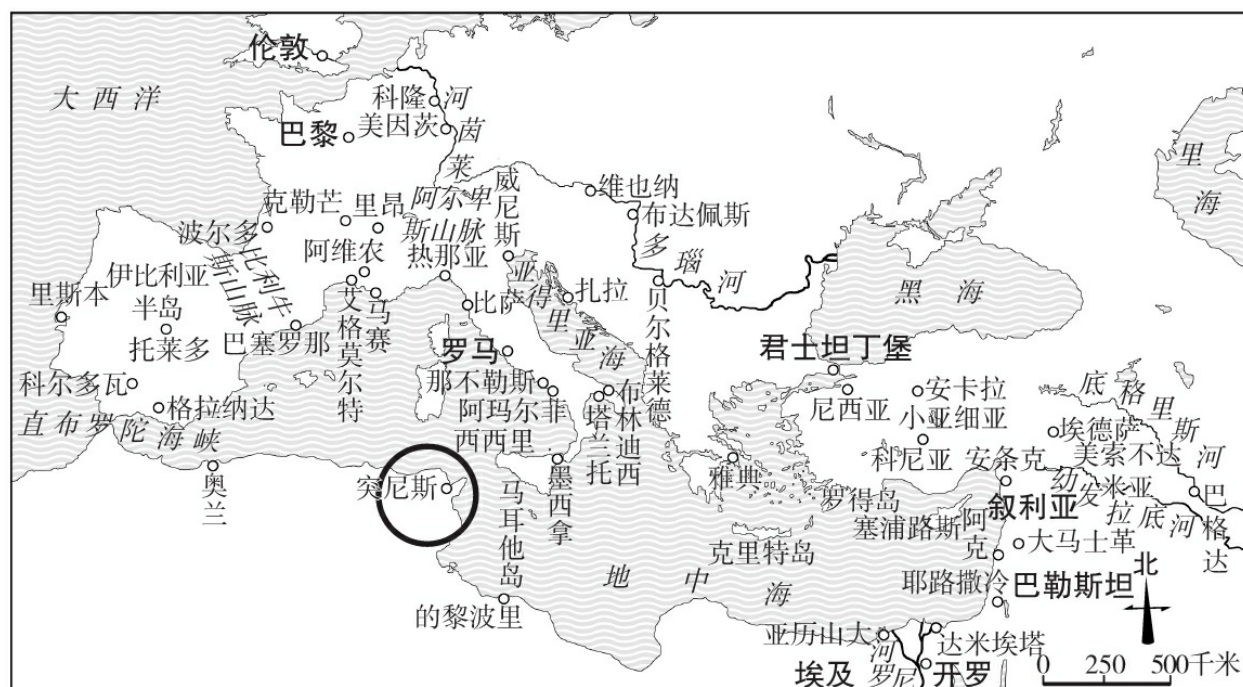 伦敦
大西洋
科隆
河
美因茨
茵
莱
巴黎
里
海
克勒芒
里昂
阿尔卑
斯山脉
威尼斯
维也纳
布达佩斯
多瑙河
波尔多
阿维农
热那亚
比利牛
斯山脉
伊比利亚
半岛
里斯本
托莱多
巴塞罗那
艾格莫尔特
马赛
比萨
亚得里亚海
扎拉
贝尔格莱德
黑海
罗马
君士坦丁堡
科尔多瓦
格拉纳达
直布罗陀海峡
那不勒斯
阿玛尔菲
西西里
塔兰托
布林迪西
尼西亚
安卡拉
小亚细亚
科尼亚
底格里斯河
埃德萨
美索不达
米亚
幼发拉底河
安条克
巴格达
奥兰
突尼斯
马耳他岛
墨西拿
雅典
罗得岛
塞浦路斯
叙利亚
阿克
大马士革
克里特岛
地中海
耶路撒冷
巴勒斯坦
北
的黎波里
亚历山大
达米埃塔
埃及
尼罗河
开罗
0 250 500千米